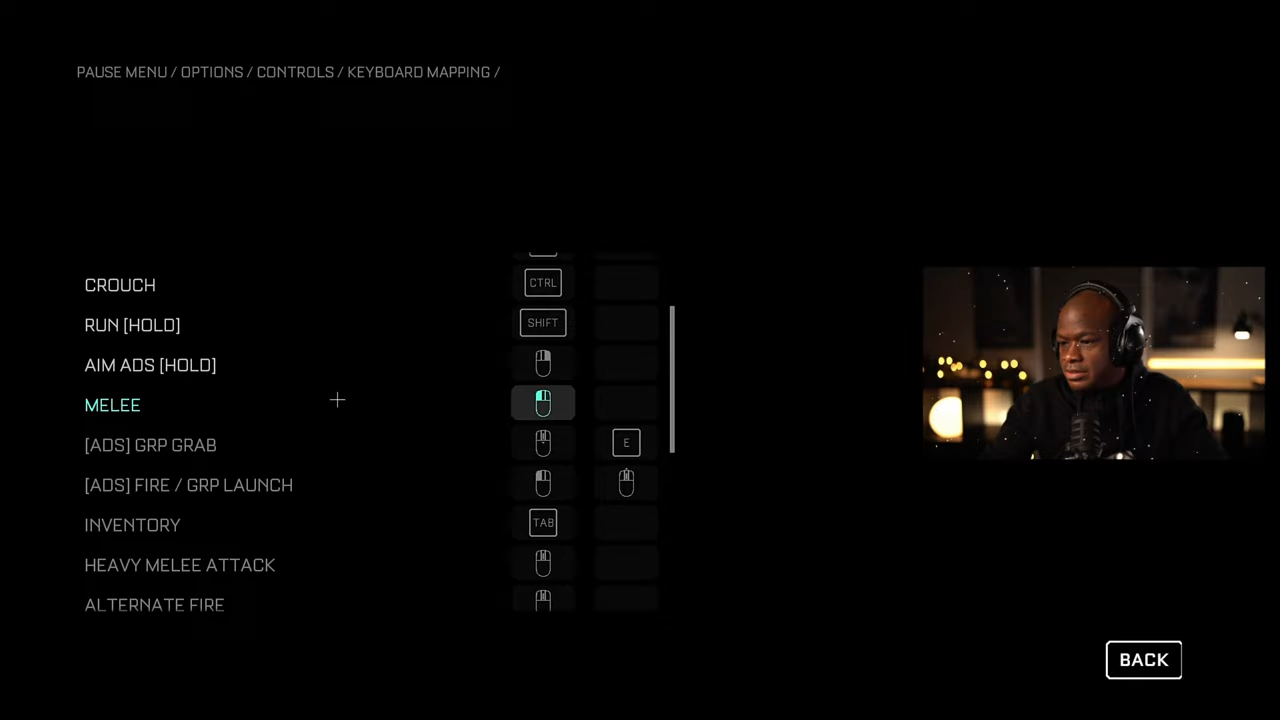 PAUSE MENU / OPTIONS / CONTROLS / KEYBOARD MAPPING /
CROUCH CTRL
RUN [HOLD] SHIFT
AIM ADS [HOLD]
MELEE
[ADS] GRP GRAB E
[ADS] FIRE / GRP LAUNCH
INVENTORY TAB
HEAVY MELEE ATTACK
ALTERNATE FIRE
BACK